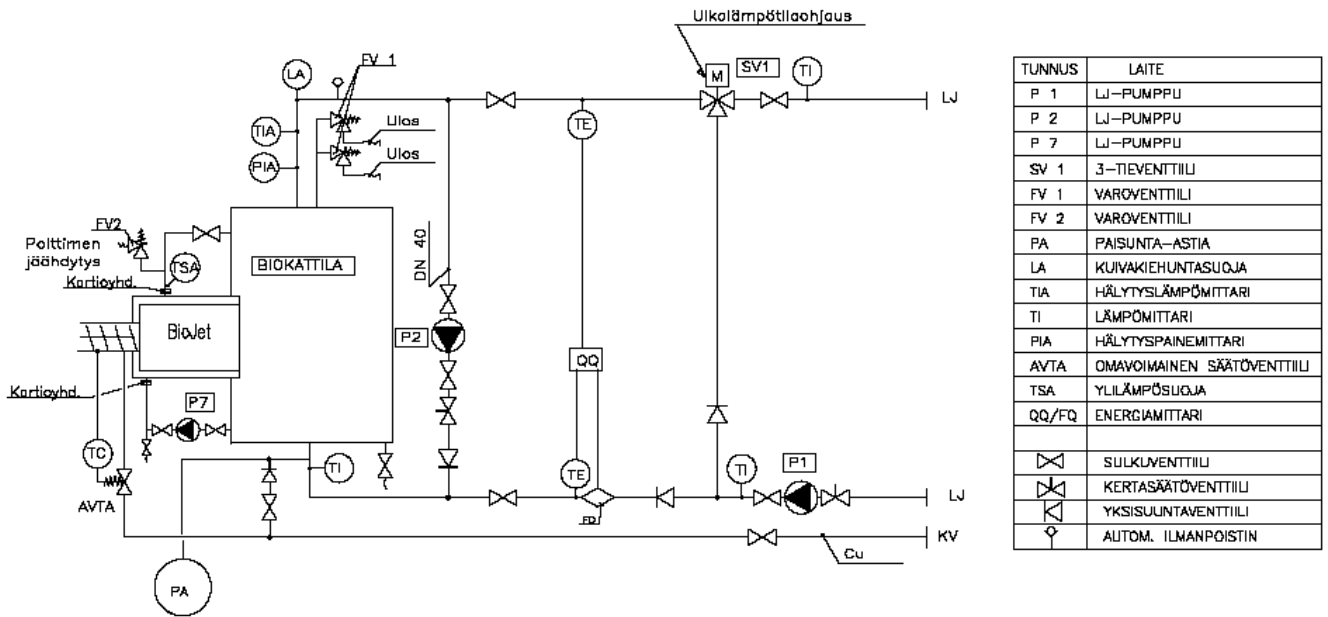 Ulkolämpötilaohjaus
LA
FV 1
M
SV1
TI
LJ
TIA
Ulos
TE
PIA
Ulos
FV2
Polttimen
jäähdytys
TSA
DN 40
Kartioyhd.
BIOKATTILA
BioJet
P2
QQ
Kartioyhd.
P7
TC
TI
TE
TI
P1
AVTA
FQ
LJ
KV
Cu
PA
TUNNUS LAITE
P 1 LJ-PUMPPU
P 2 LJ-PUMPPU
P 7 LJ-PUMPPU
SV 1 3-TIEVENTTIILI
FV 1 VAROVENTTIILI
FV 2 VAROVENTTIILI
PA PAISUNTA-ASTIA
LA KUIVAKIEHUNTASUOJA
TIA HÄLYTYSLÄMPÖMITTARI
TI LÄMPÖMITTARI
PIA HÄLYTYSPAINEMITTARI
AVTA OMAVOIMAINEN SÄÄTÖVENTTIILI
TSA YLILÄMPÖSUOJA
QQ/FQ ENERGIAMITTARI
SULKUVENTTIILI
KERTASÄÄTÖVENTTIILI
YKSISUUNTAVENTTIILI
AUTOM. ILMANPOISTIN